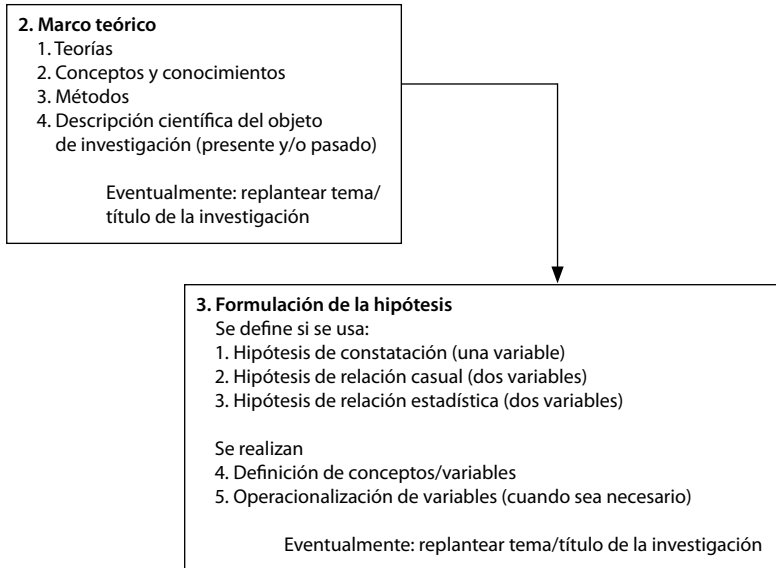 2. Marco teórico
1. Teorías
2. Conceptos y conocimientos
3. Métodos
4. Descripción científica del objeto
de investigación (presente y/o pasado)
Eventualmente: replantear tema/
título de la investigación
3. Formulación de la hipótesis
Se define si se usa:
1. Hipótesis de constatación (una variable)
2. Hipótesis de relación casual (dos variables)
3. Hipótesis de relación estadística (dos variables)
Se realizan
4. Definición de conceptos/variables
5. Operacionalización de variables (cuando sea necesario)
Eventualmente: replantear tema/título de la investigación